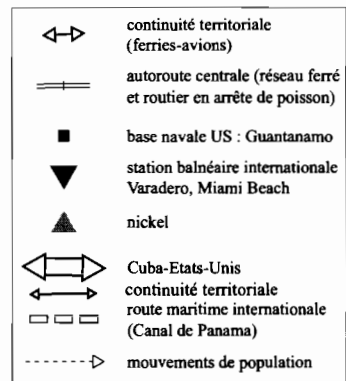 continuité territoriale
(ferries-avions)
autoroute centrale (réseau ferré
et routier en arrête de poisson)
base navale US : Guantanamo
station balnéaire internationale
Varadero, Miami Beach
nickel
Cuba-Etats-Unis
continuité territoriale
route maritime internationale
(Canal de Panama)
mouvements de population